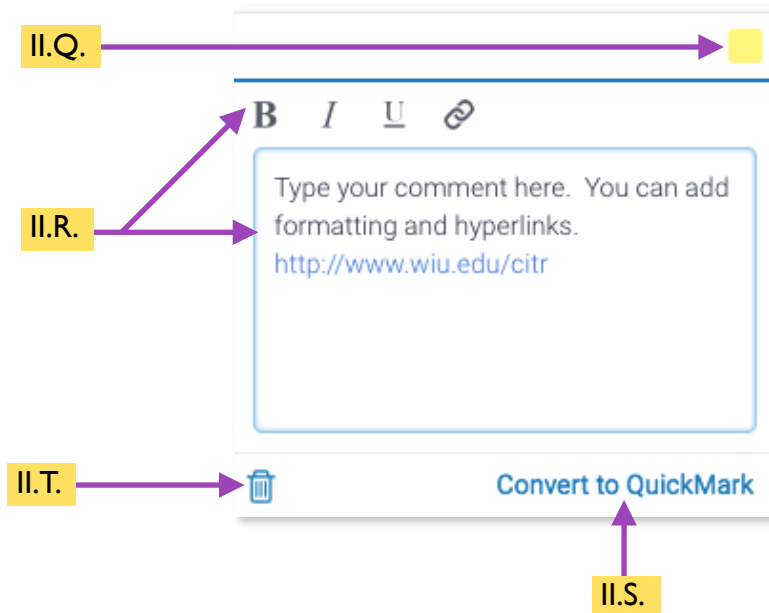 II.Q.
B I U
II.R.
Type your comment here.  You can add
formatting and hyperlinks.
http://www.wiu.edu/citr
II.T.
Convert to QuickMark
II.S.